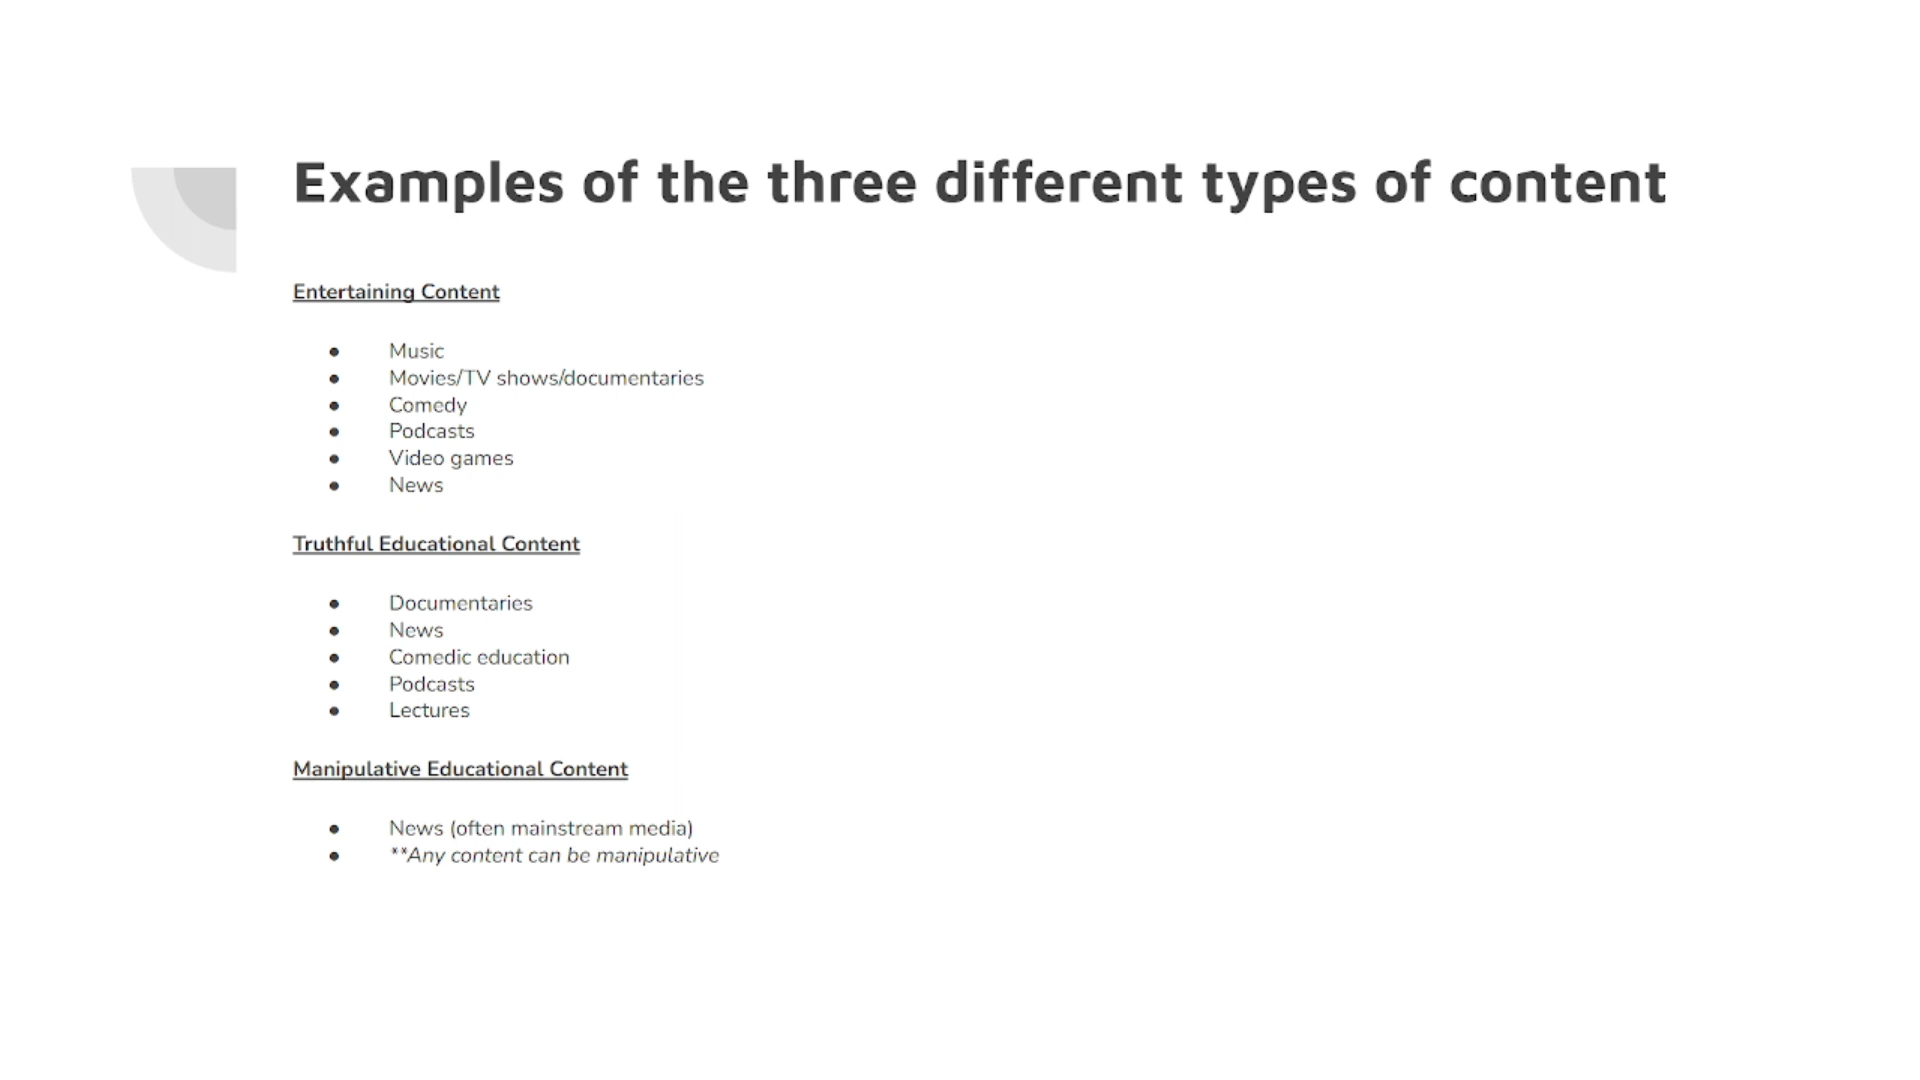 Examples of the three different types of content
Entertaining Content
● Music
● Movies/TV shows/documentaries
● Comedy
● Podcasts
● Video games
● News
Truthful Educational Content
● Documentaries
● News
● Comedic education
● Podcasts
● Lectures
Manipulative Educational Content
● News (often mainstream media)
● **Any content can be manipulative